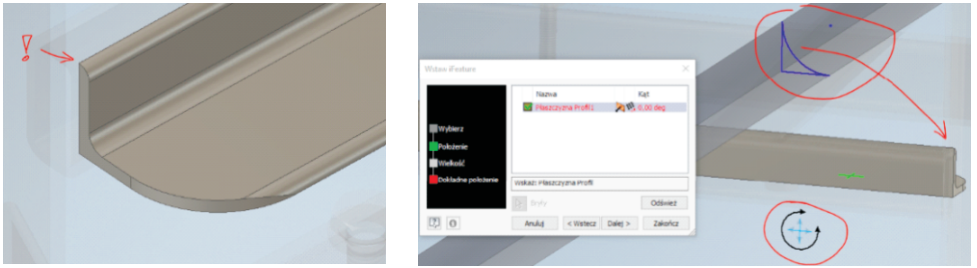 !
Wstaw iFeature
Nazwa Kąt
Płaszczyzna Profil1 0.00 deg
Wybierz
Położenie
Wielkość
Dokładne położenie
Wskaż: Płaszczyzna Profil
Odśwież
Anuluj < Wstecz Dalej > Zakończ